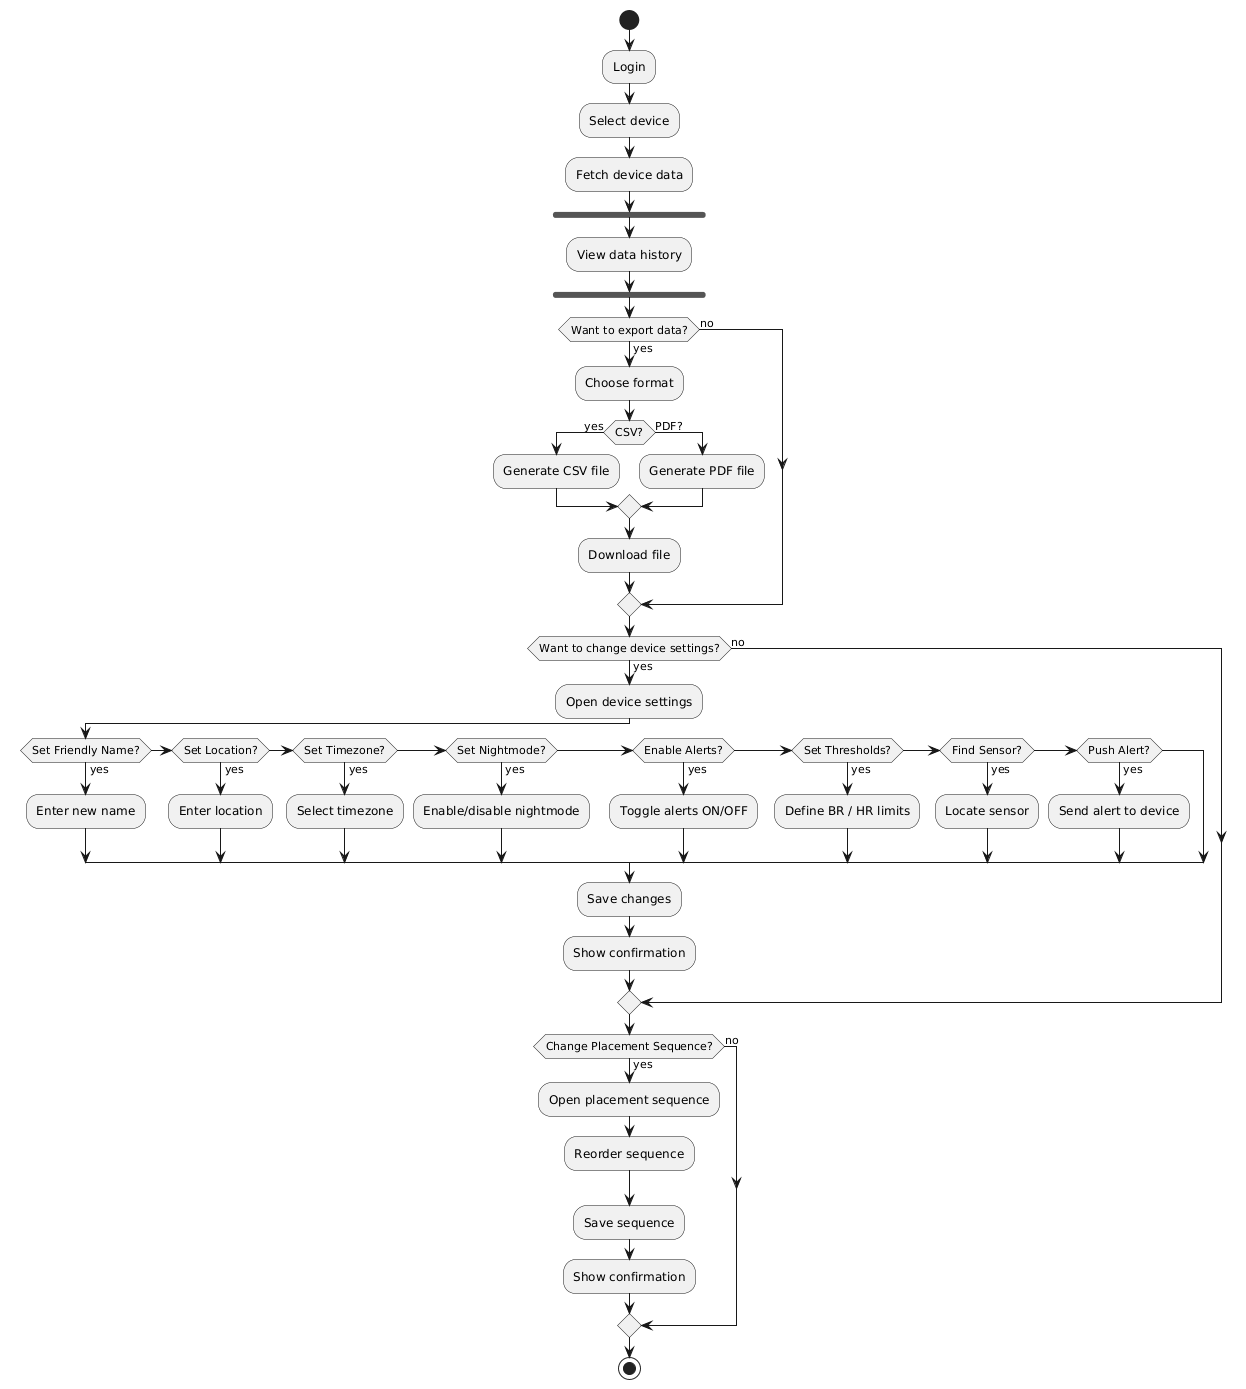 Login
Select device
Fetch device data
View data history
Want to export data?
no
yes
Choose format
yes
CSV?
PDF?
Generate CSV file
Generate PDF file
Download file
Want to change device settings?
no
yes
Open device settings
Set Friendly Name?
Set Location?
Set Timezone?
Set Nightmode?
Enable Alerts?
Set Thresholds?
Find Sensor?
Push Alert?
yes
yes
yes
yes
yes
yes
yes
yes
Enter new name
Enter location
Select timezone
Enable/disable nightmode
Toggle alerts ON/OFF
Define BR / HR limits
Locate sensor
Send alert to device
Save changes
Show confirmation
Change Placement Sequence?
no
yes
Open placement sequence
Reorder sequence
Save sequence
Show confirmation